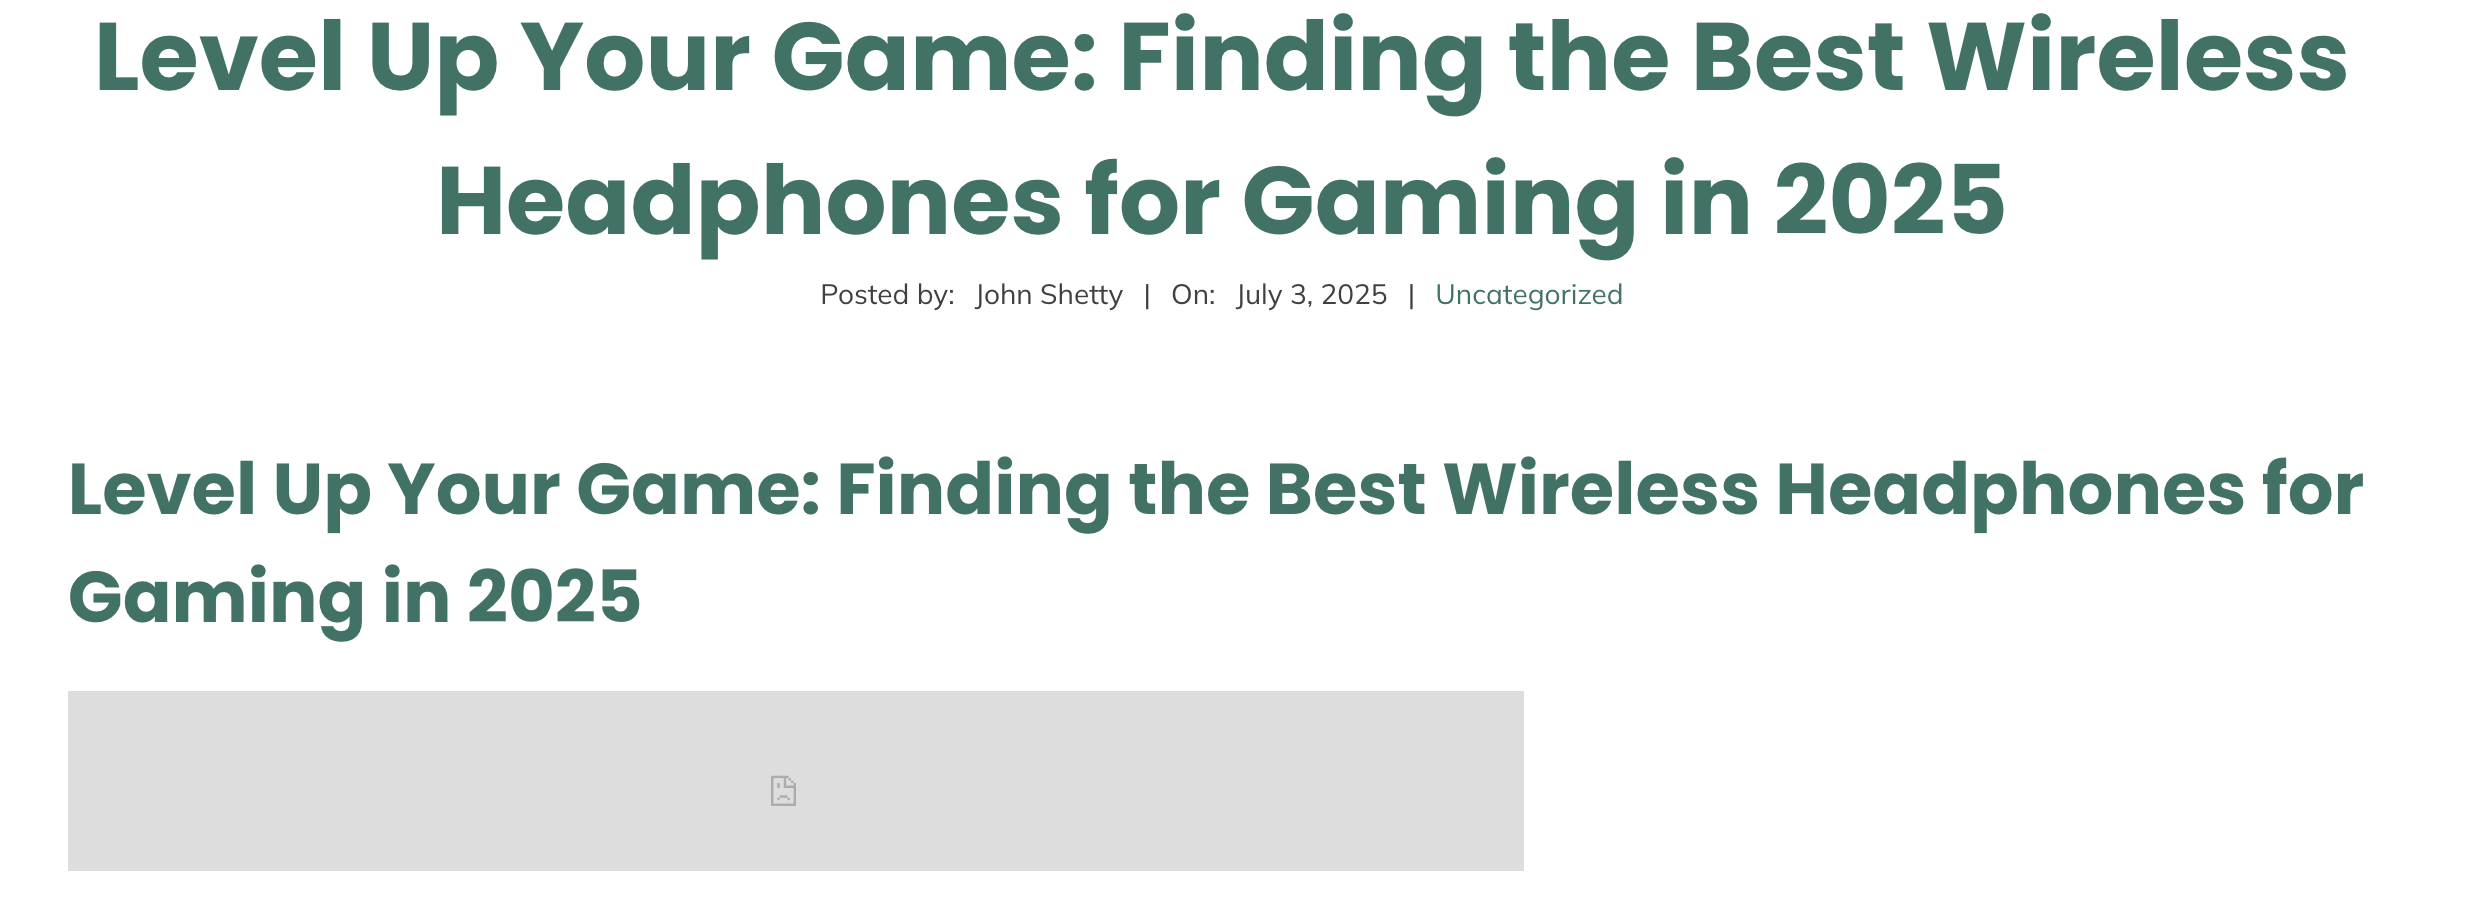 Level Up Your Game: Finding the Best Wireless
Headphones for Gaming in 2025
Posted by: John Shetty | On: July 3, 2025 | Uncategorized
Level Up Your Game: Finding the Best Wireless Headphones for
Gaming in 2025